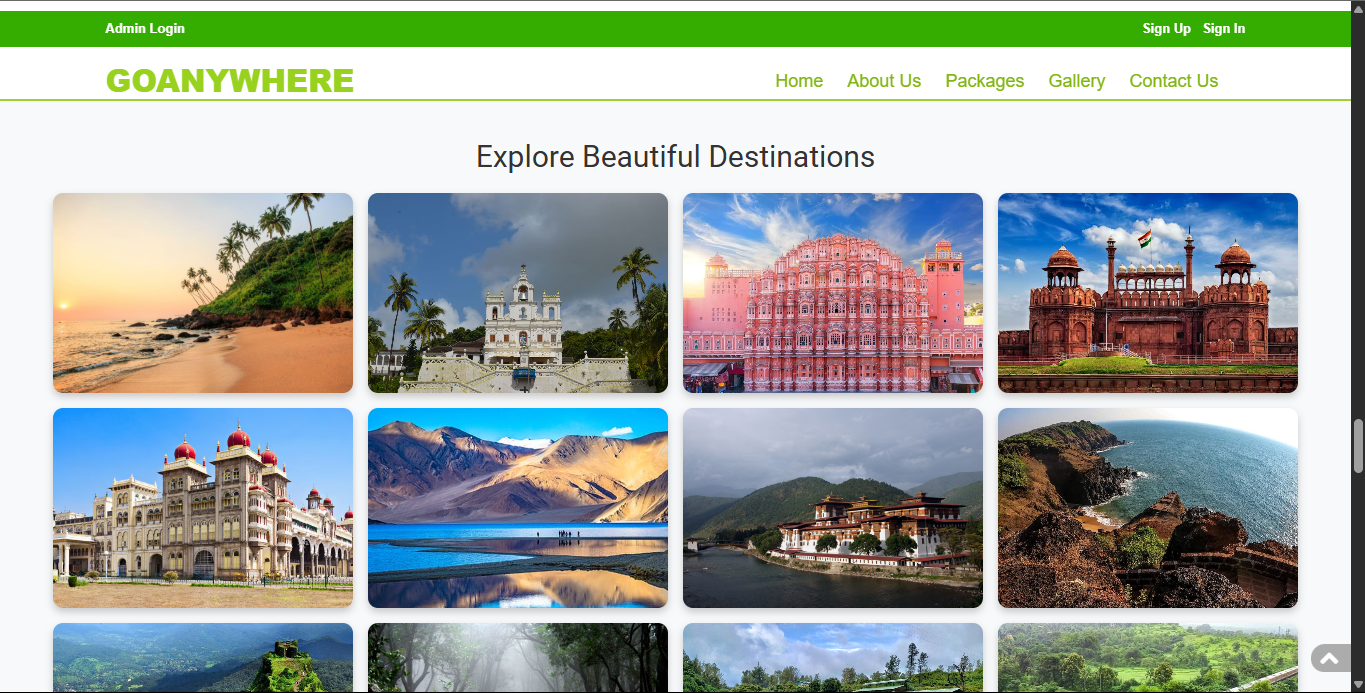 Admin Login
Sign Up Sign In
GOANYWHERE
Home About Us Packages Gallery Contact Us
Explore Beautiful Destinations